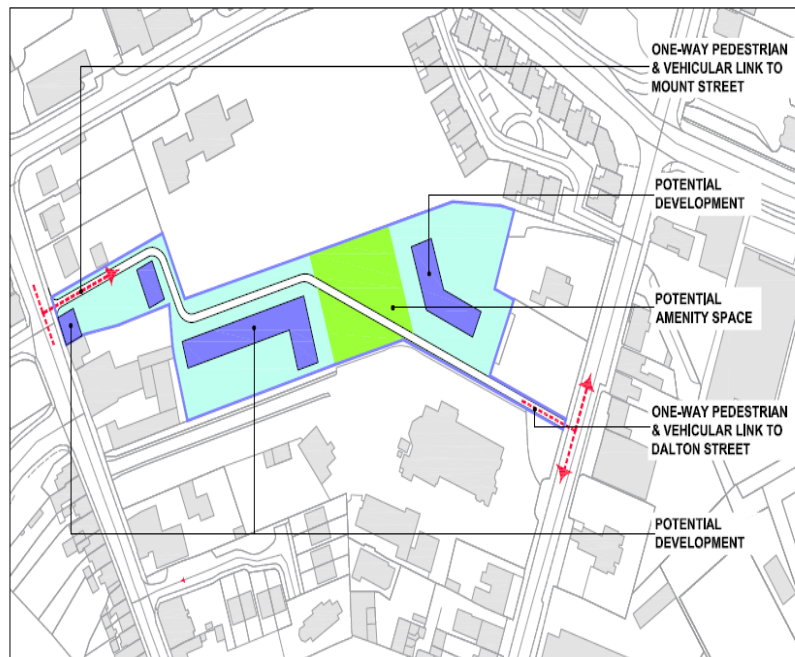 ONE-WAY PEDESTRIAN
& VEHICULAR LINK TO
MOUNT STREET
POTENTIAL
DEVELOPMENT
POTENTIAL
AMENITY SPACE
ONE-WAY PEDESTRIAN
& VEHICULAR LINK TO
DALTON STREET
POTENTIAL
DEVELOPMENT